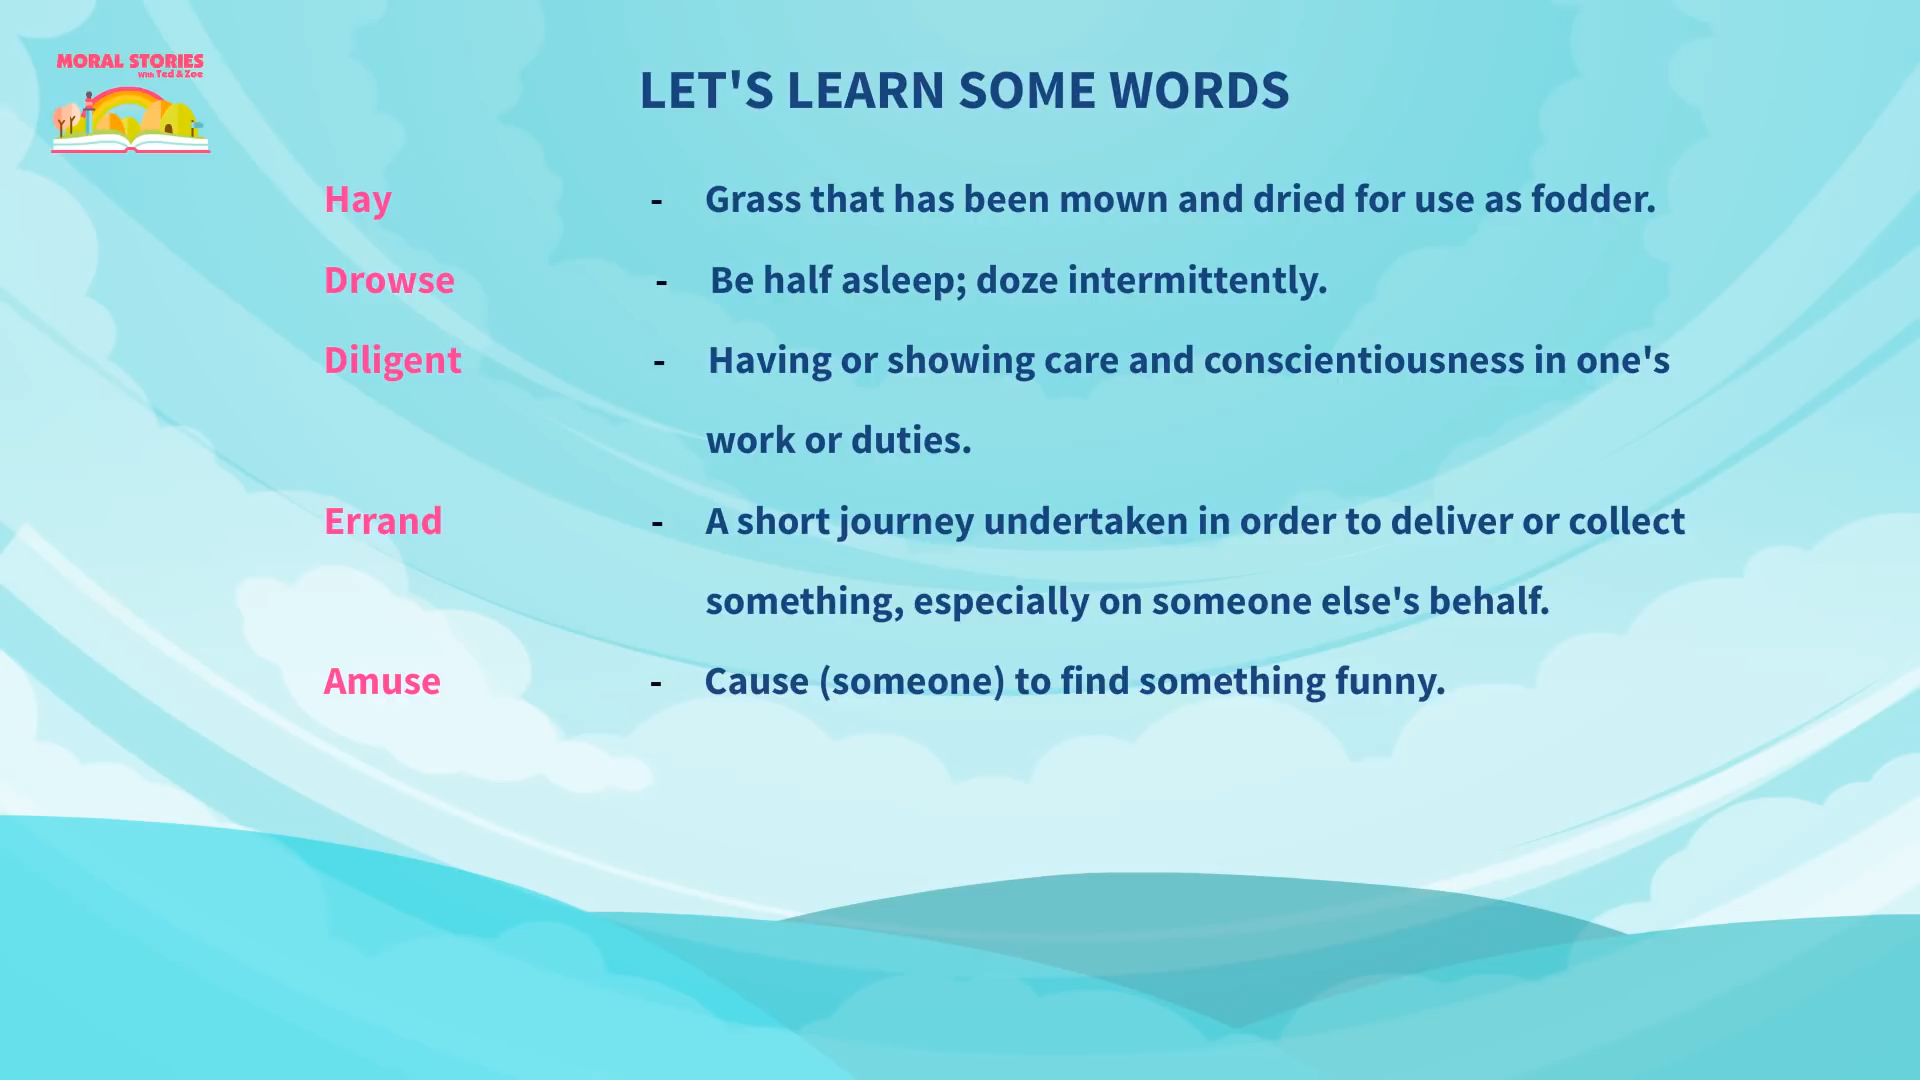 MORAL STORIES
With Ted & Zoe
LET'S LEARN SOME WORDS
Hay - Grass that has been mown and dried for use as fodder.
Drowse - Be half asleep; doze intermittently.
Diligent - Having or showing care and conscientiousness in one's
work or duties.
Errand - A short journey undertaken in order to deliver or collect
something, especially on someone else's behalf.
Amuse - Cause (someone) to find something funny.